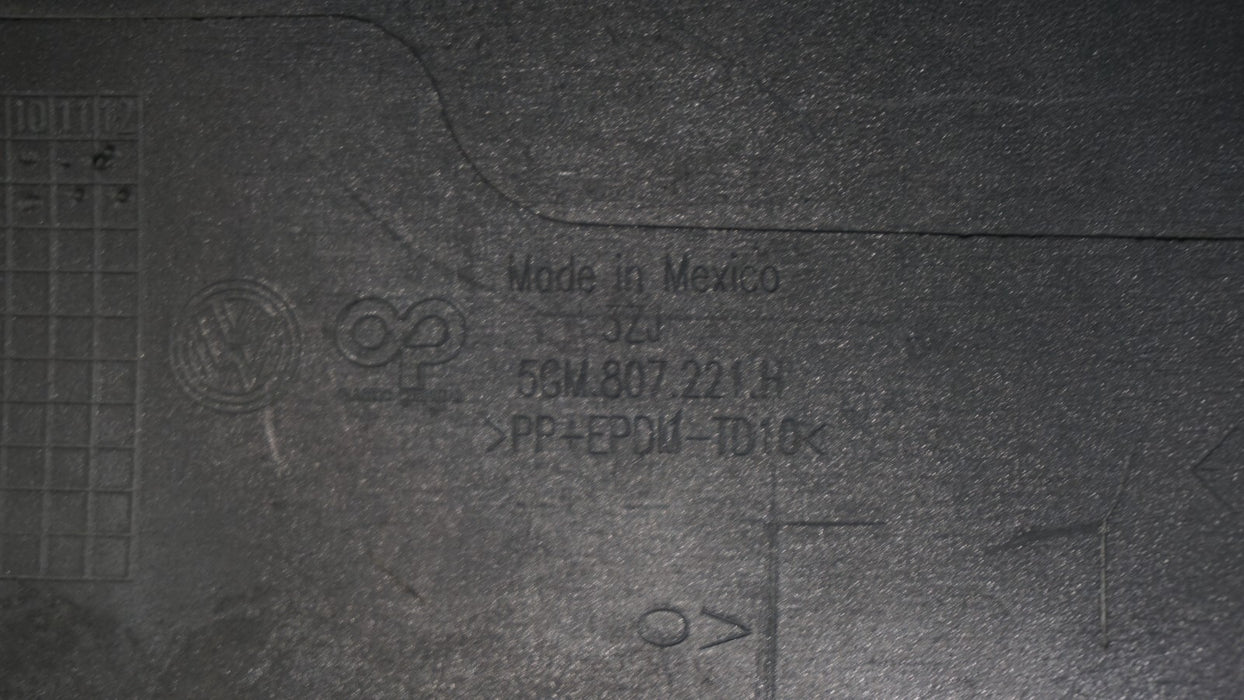 10 11 12
Made in Mexico
3ZJ
5GM.807.221.H
>PP+EPDM-TD10<